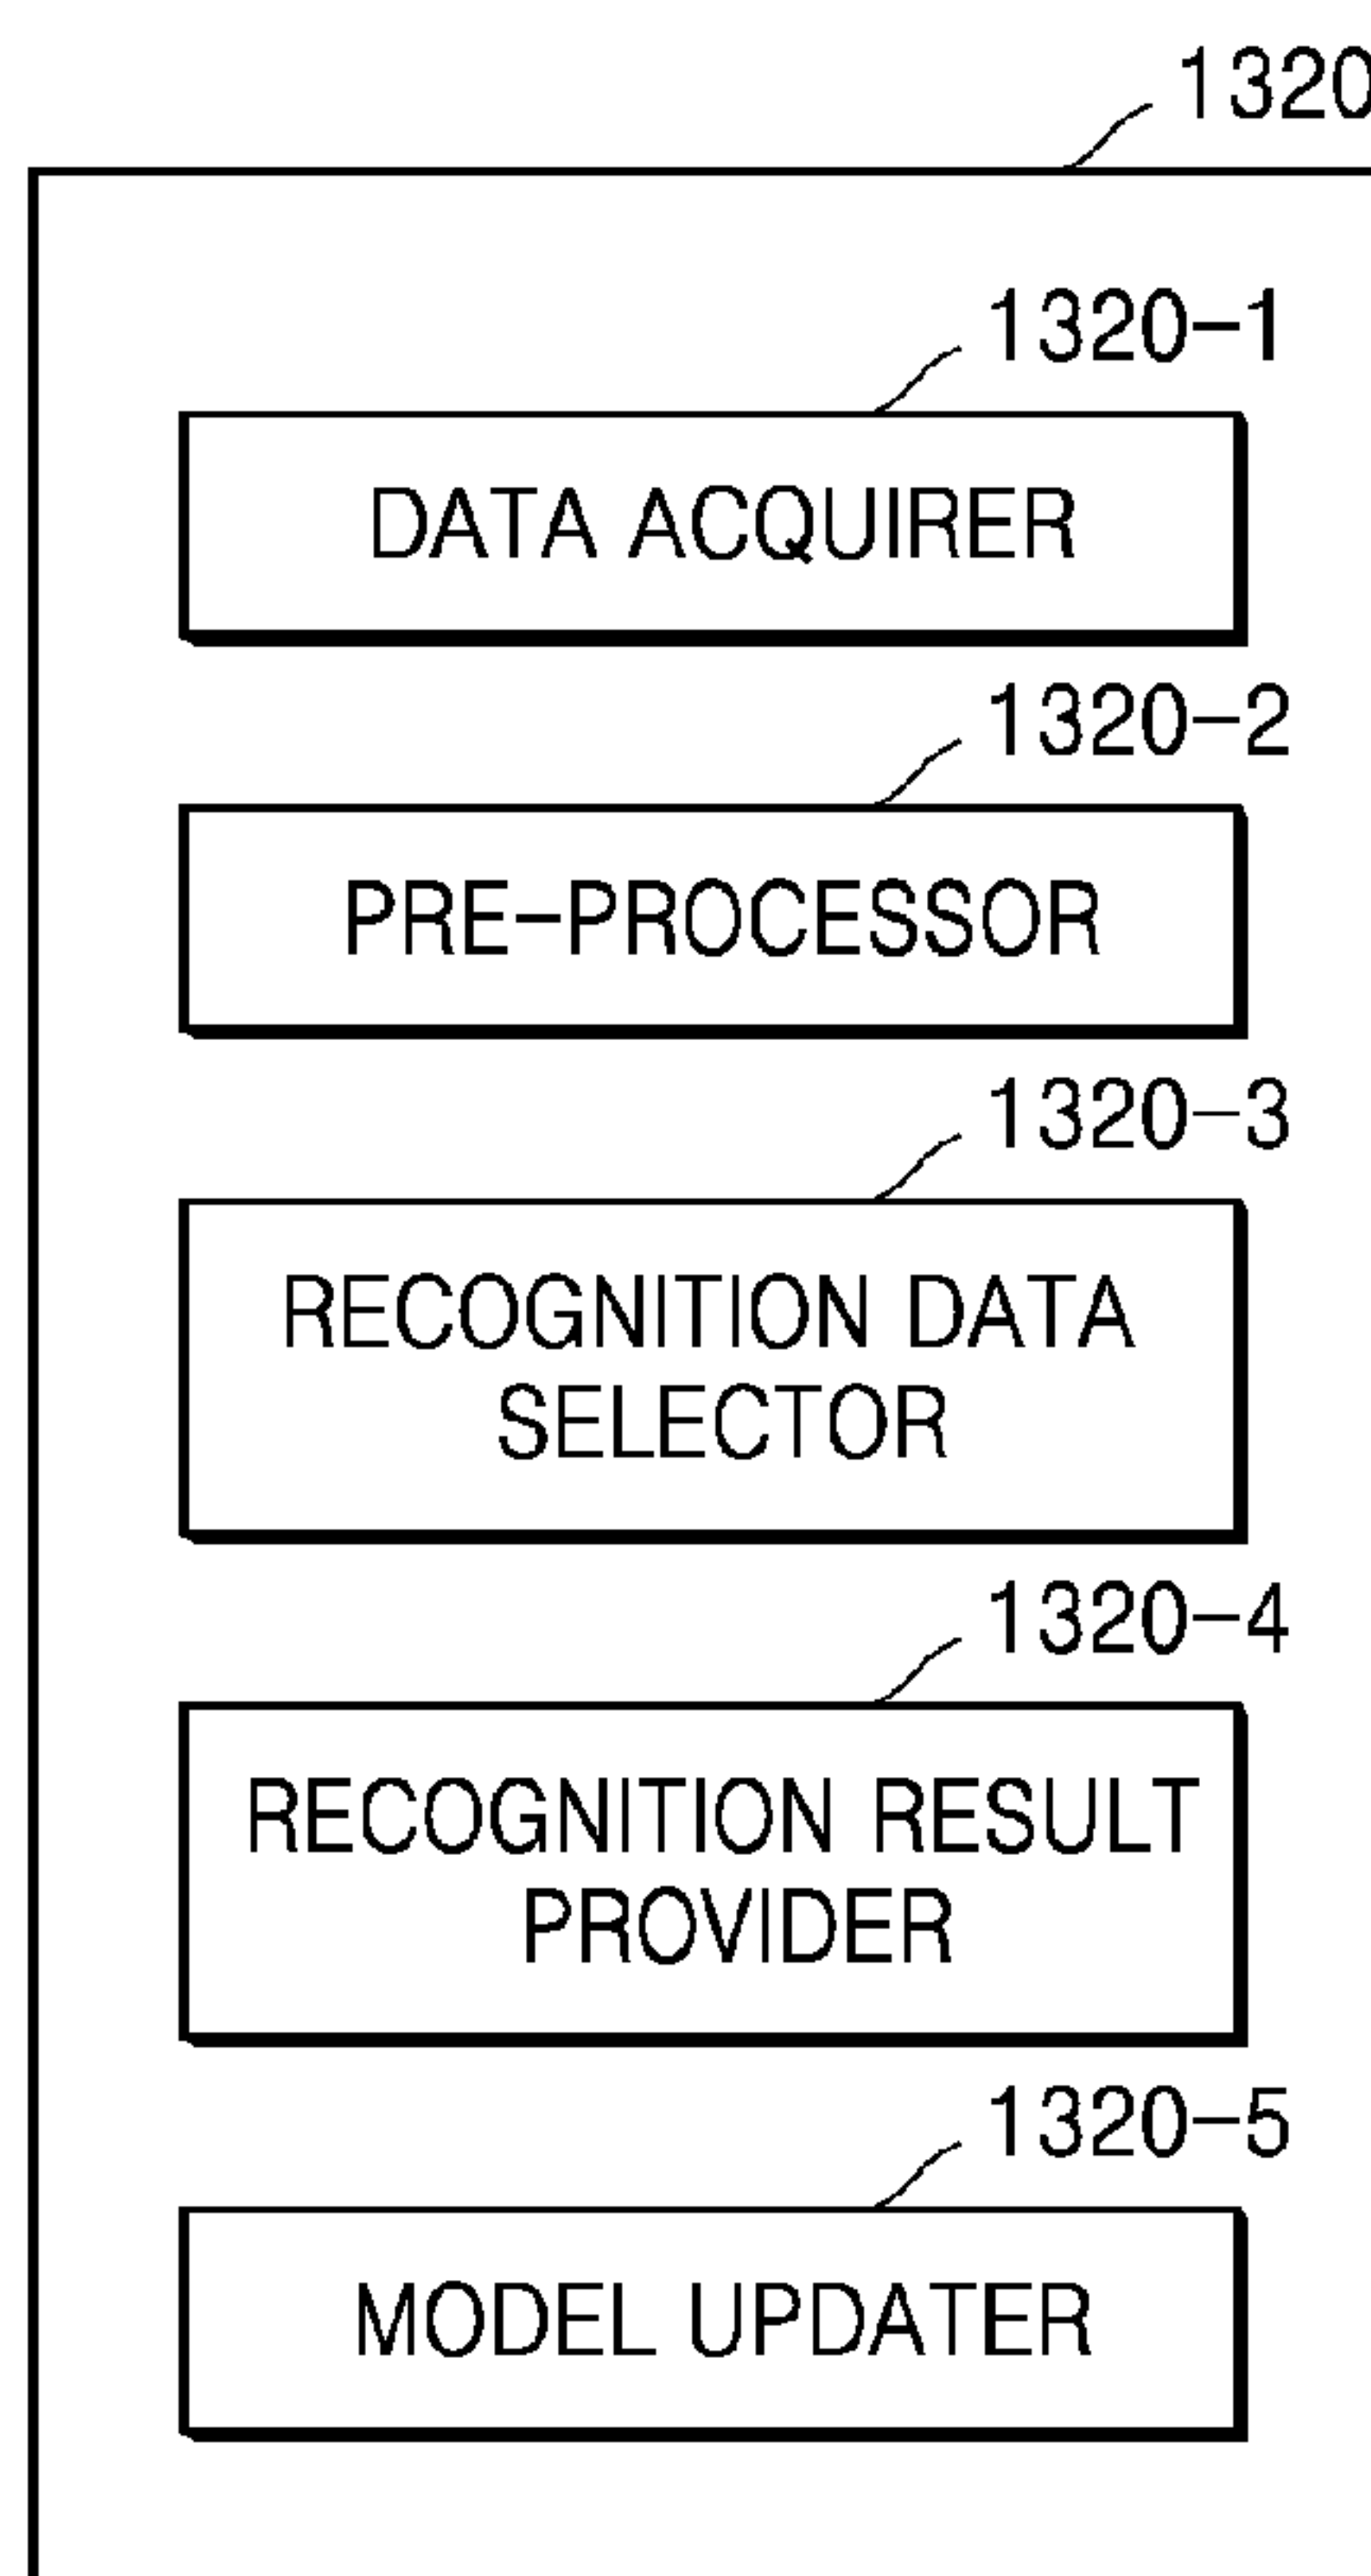 1320
1320-1
DATA ACQUIRER
1320-2
PRE-PROCESSOR
1320-3
RECOGNITION DATA
SELECTOR
1320-4
RECOGNITION RESULT
PROVIDER
1320-5
MODEL UPDATER